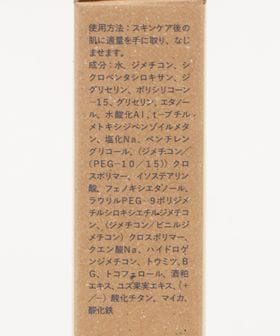 使用方法：スキンケア後の
肌に適量を手に取り、なじ
ませます。
成分：水、ジメチコン、シ
クロペンタシロキサン、ジ
グリセリン、ポリシリコーン
-15、グリセリン、エタノー
ル、水酸化Al、t-ブチル
メトキシジベンゾイルメタ
ン、塩化Na、ペンチレン
グリコール、(ジメチコン/
(PEG-10/15)) クロ
スポリマー、イソステアリン
酸、フェノキシエタノール、
ラウリルPEG-9ポリジメ
チルシロキシエチルジメチコ
ン、(ジメチコン/ビニルジ
メチコン) クロスポリマー、
クエン酸Na、ハイドロゲ
ンジメチコン、トウミツ、B
G、トコフェロール、酒粕エ
キス、ユズ果実エキス、(+
/−) 酸化チタン、マイカ、
酸化鉄